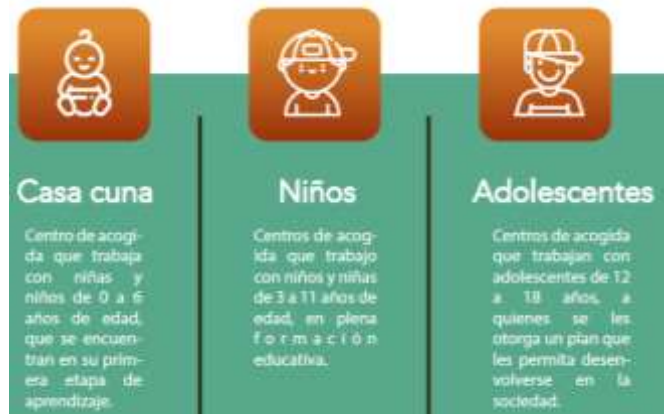 Casa cuna
Centro de acogi-
da que trabaja
con niñas y
niños de 0 a 6
años de edad,
que se encuen-
tran en su prim-
era etapa de
aprendizaje.
Niños
Centros de acog-
ida que trabajo
con niños y niñas
de 3 a 11 años de
edad, en plena
formación
educativa.
Adolescentes
Centros de acogida
que trabajan con
adolescentes de 12
a 18 años, a
quienes se les
otorga un plan que
les permita desen-
volverse en la
sociedad.